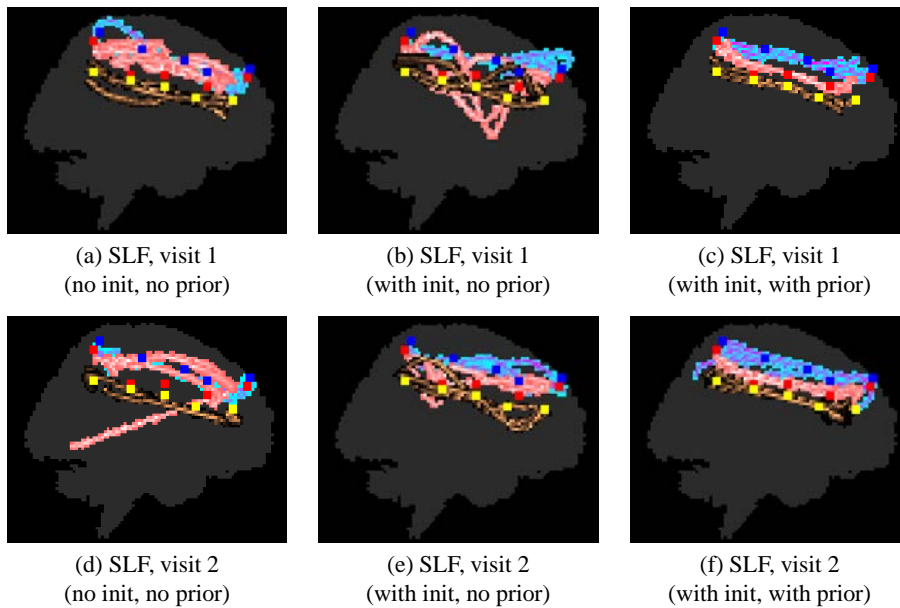 (a) SLF, visit 1
(no init, no prior)
(b) SLF, visit 1
(with init, no prior)
(c) SLF, visit 1
(with init, with prior)
(d) SLF, visit 2
(no init, no prior)
(e) SLF, visit 2
(with init, no prior)
(f) SLF, visit 2
(with init, with prior)